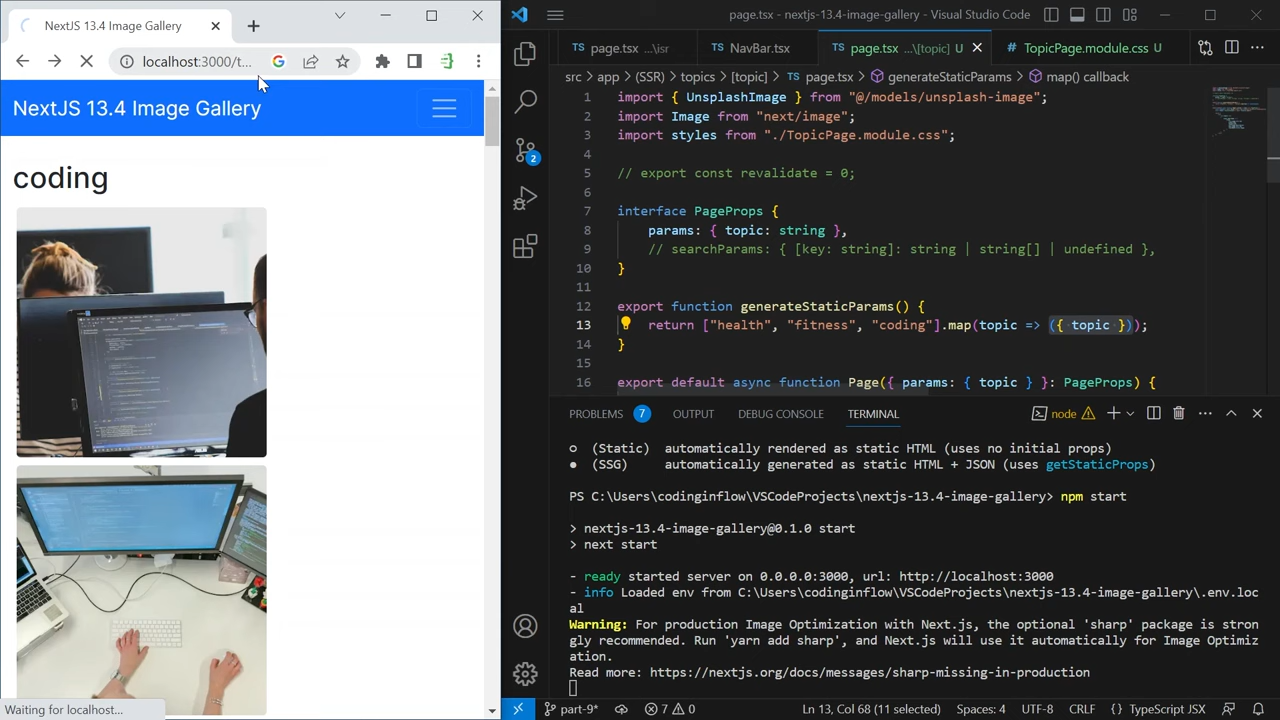 NextJS 13.4 Image Gallery
localhost:3000/t...
NextJS 13.4 Image Gallery
coding
Waiting for localhost...
page.tsx - nextjs-13.4-image-gallery - Visual Studio Code
page.tsx ...\(sr
NavBar.tsx
page.tsx ...\[topic] U
TopicPage.module.css U
src > app > (SSR) > topics > [topic] > page.tsx > generateStaticParams > map() callback
1 import { UnsplashImage } from "@/models/unsplash-image";
2 import Image from "next/image";
3 import styles from "./TopicPage.module.css";
4
5 // export const revalidate = 0;
6
7 interface PageProps {
8 params: { topic: string },
9 // searchParams: { [key: string]: string | string[] | undefined },
10 }
11
12 export function generateStaticParams() {
13 return ["health", "fitness", "coding"].map(topic => ({ topic }));
14 }
15
16 export default async function Page({ params: { topic } }: PageProps) {
PROBLEMS 7 OUTPUT DEBUG CONSOLE TERMINAL node
○ (Static) automatically rendered as static HTML (uses no initial props)
● (SSG) automatically generated as static HTML + JSON (uses getStaticProps)
PS C:\Users\codinginflow\VSCodeProjects\nextjs-13.4-image-gallery> npm start
> nextjs-13.4-image-gallery@0.1.0 start
> next start
- ready started server on 0.0.0.0:3000, url: http://localhost:3000
- info Loaded env from C:\Users\codinginflow\VSCodeProjects\nextjs-13.4-image-gallery\.env.loc
al
Warning: For production Image Optimization with Next.js, the optional 'sharp' package is stron
gly recommended. Run 'yarn add sharp', and Next.js will use it automatically for Image Optimiz
ation.
Read more: https://nextjs.org/docs/messages/sharp-missing-in-production
2
part-9* 7 0 Ln 13, Col 68 (11 selected) Spaces: 4 UTF-8 CRLF {} TypeScript JSX